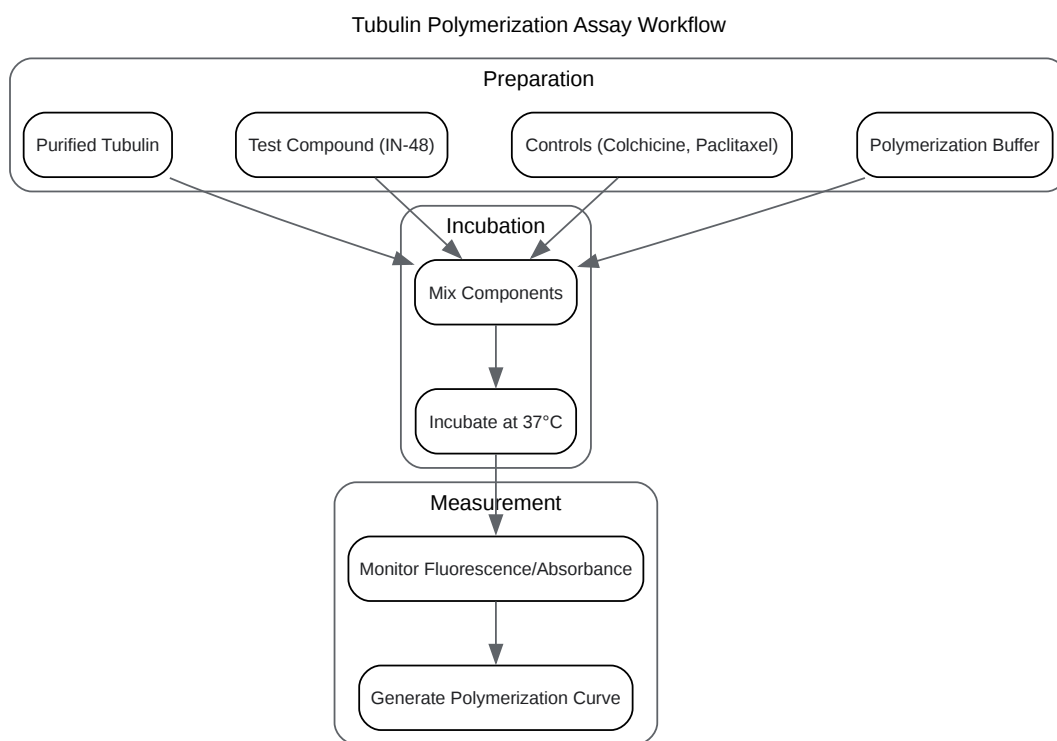 Tubulin Polymerization Assay Workflow
Preparation
Purified Tubulin
Test Compound (IN-48)
Controls (Colchicine, Paclitaxel)
Polymerization Buffer
Incubation
Mix Components
Incubate at 37°C
Measurement
Monitor Fluorescence/Absorbance
Generate Polymerization Curve